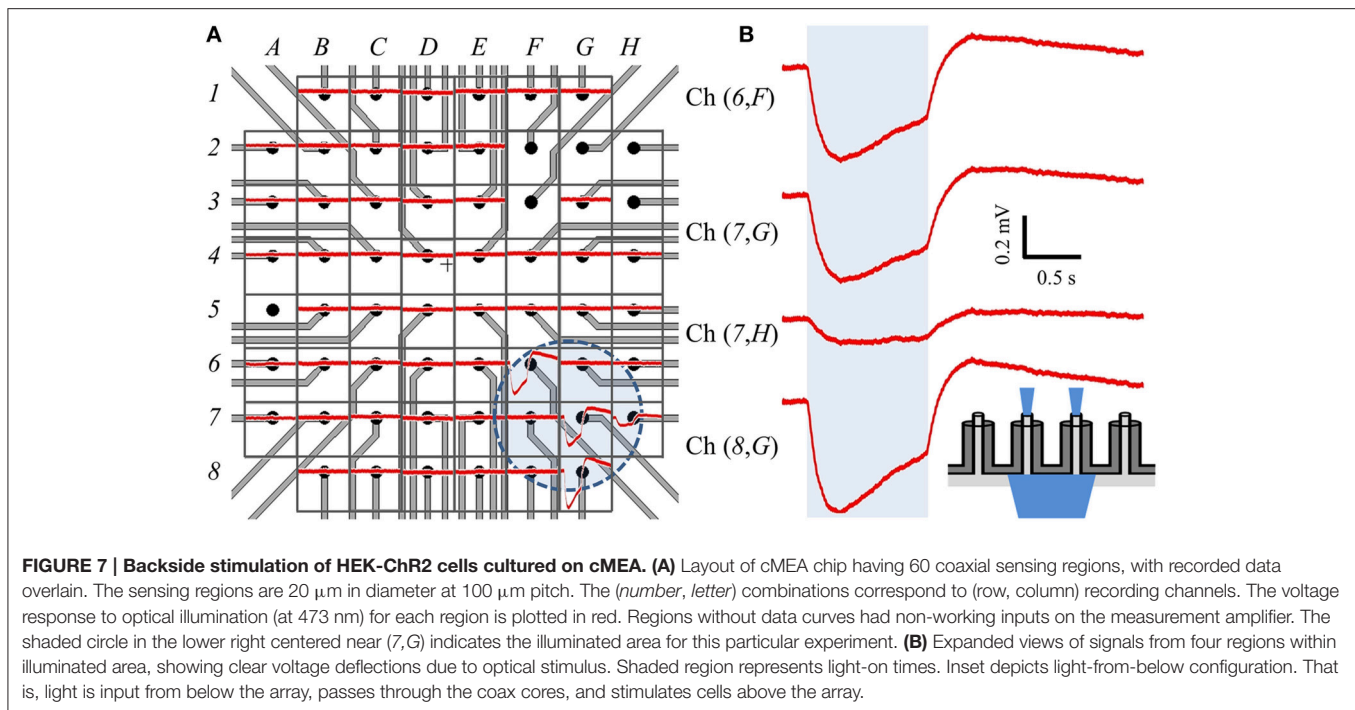 A
A B C D E F G H
1
2
3
4
5
6
7
8
B
Ch (6,F)
Ch (7,G)
Ch (7,H)
Ch (8,G)
0.2 mV
0.5 s
FIGURE 7 | Backside stimulation of HEK-ChR2 cells cultured on cMEA. (A) Layout of cMEA chip having 60 coaxial sensing regions, with recorded data
overlain. The sensing regions are 20 μm in diameter at 100 μm pitch. The (number, letter) combinations correspond to (row, column) recording channels. The voltage
response to optical illumination (at 473 nm) for each region is plotted in red. Regions without data curves had non-working inputs on the measurement amplifier. The
shaded circle in the lower right centered near (7,G) indicates the illuminated area for this particular experiment. (B) Expanded views of signals from four regions within
illuminated area, showing clear voltage deflections due to optical stimulus. Shaded region represents light-on times. Inset depicts light-from-below configuration. That
is, light is input from below the array, passes through the coax cores, and stimulates cells above the array.